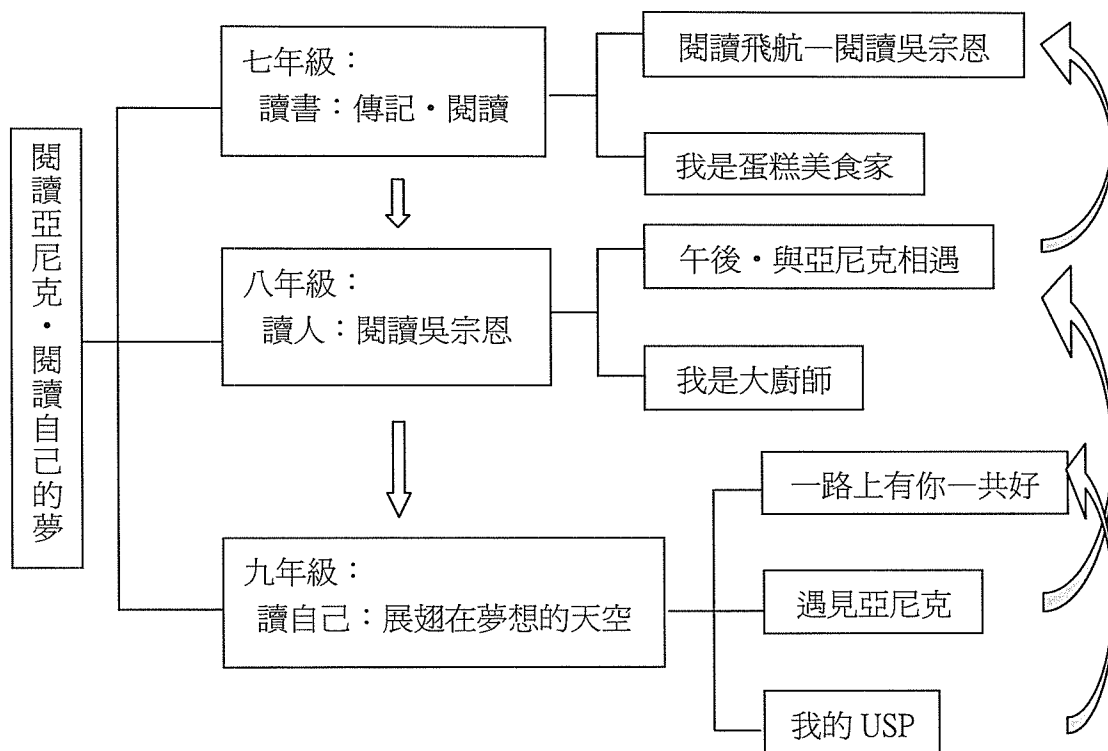 閱讀亞尼克・閱讀自己的夢
七年級：
讀書：傳記・閱讀
閱讀飛航—閱讀吳宗恩
我是蛋糕美食家
八年級：
讀人：閱讀吳宗恩
午後・與亞尼克相遇
我是大廚師
九年級：
讀自己：展翅在夢想的天空
一路上有你—共好
遇見亞尼克
我的 USP